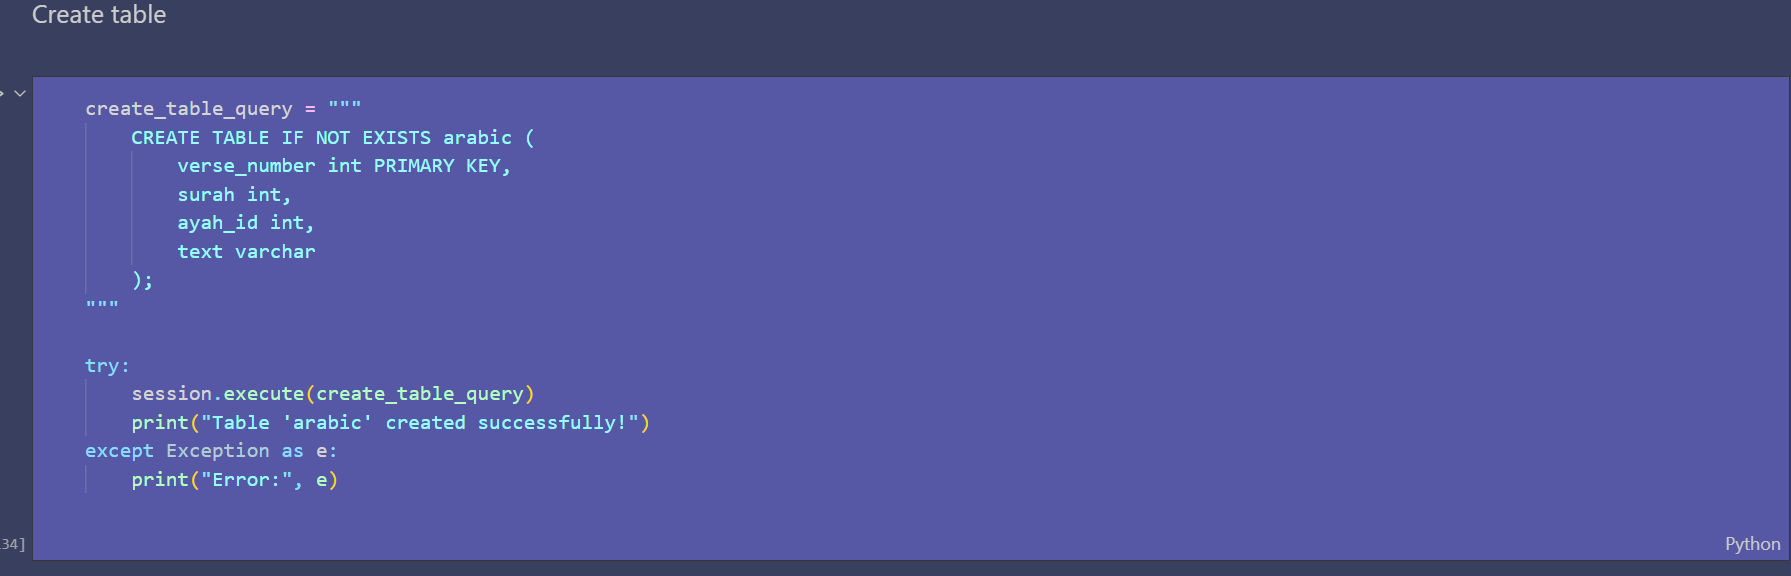 Create table
create_table_query = """
    CREATE TABLE IF NOT EXISTS arabic (
        verse_number int PRIMARY KEY,
        surah int,
        ayah_id int,
        text varchar
    );
"""
try:
    session.execute(create_table_query)
    print("Table 'arabic' created successfully!")
except Exception as e:
    print("Error:", e)
34]
Python